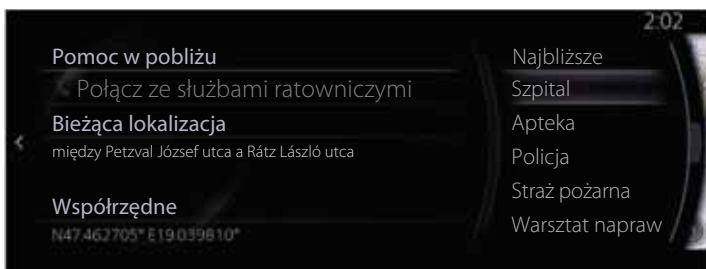 2:02
Pomoc w pobliżu
Połącz ze służbami ratowniczymi
Bieżąca lokalizacja
między Petzval József utca a Rátz László utca
Współrzędne
N47.462705° E19.039810°
Najbliższe
Szpital
Apteka
Policja
Straż pożarna
Warsztat napraw